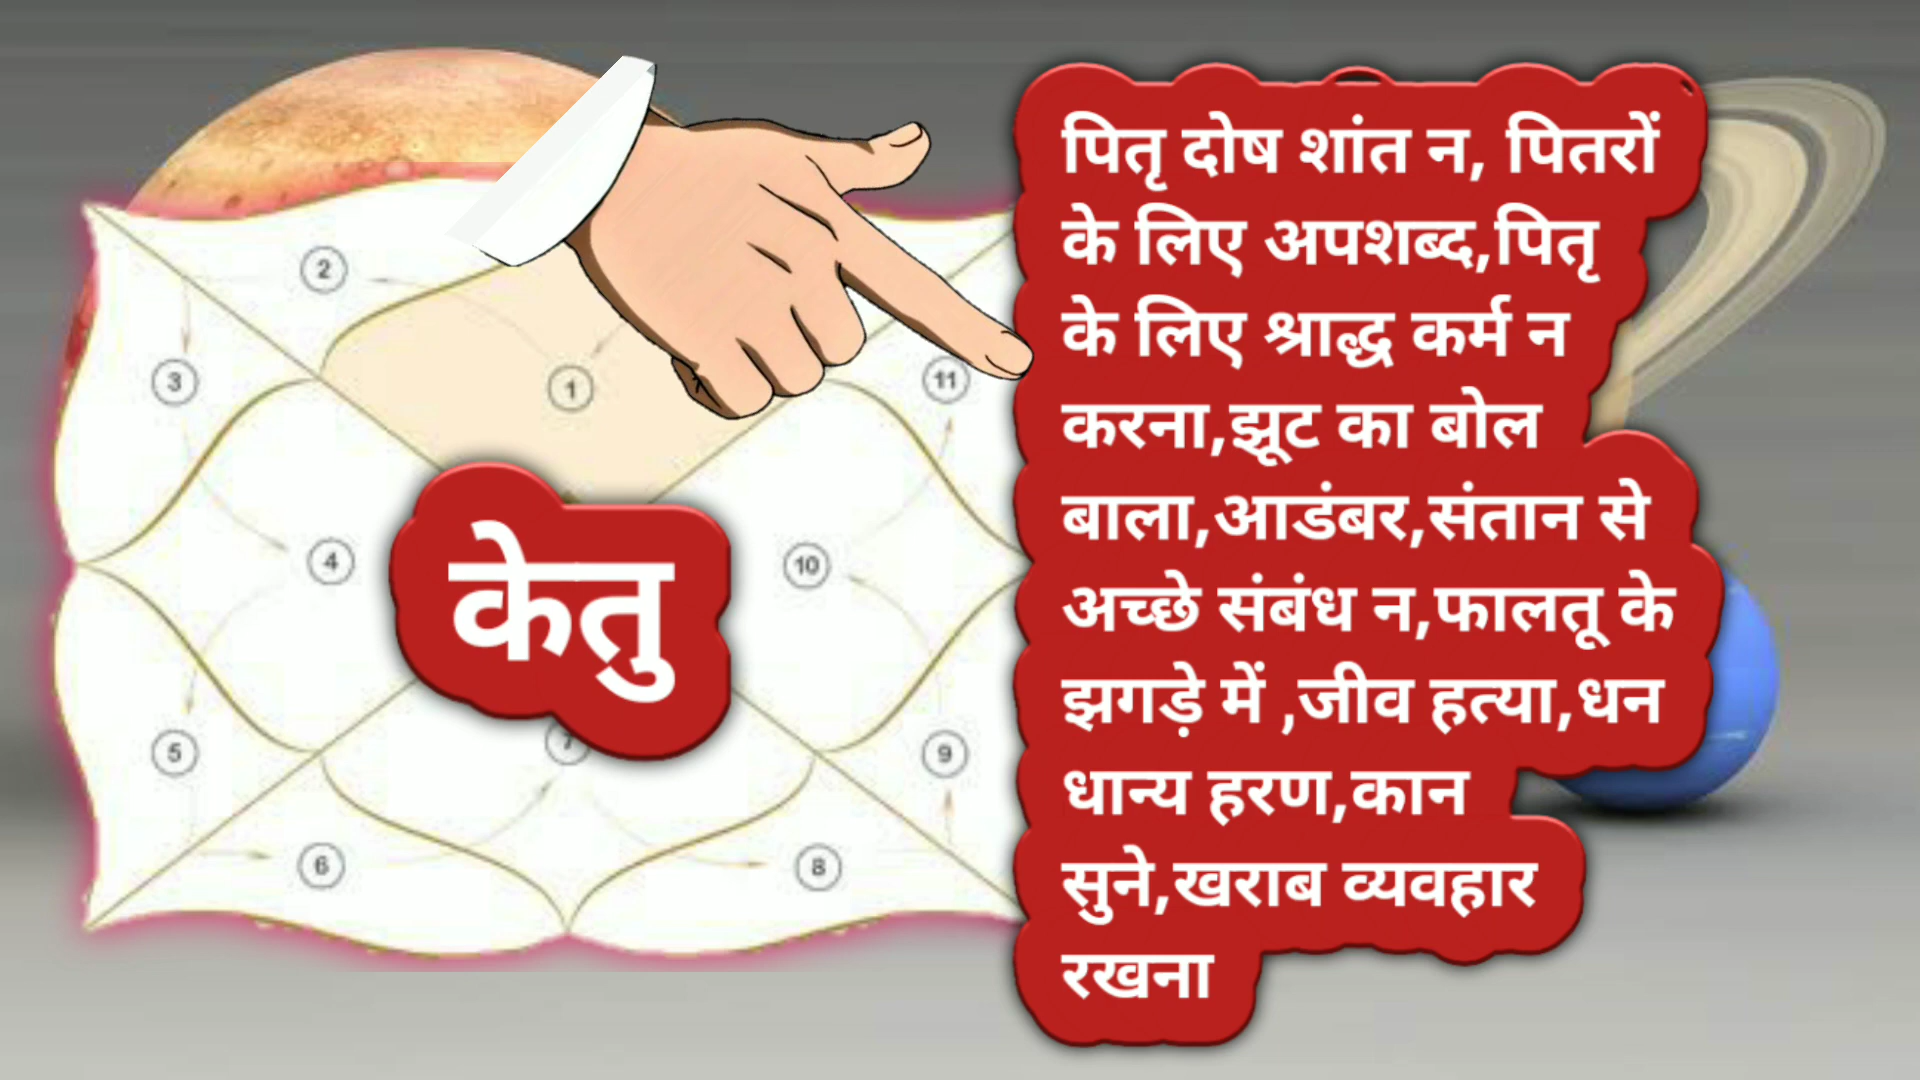 पितृ दोष शांत न, पितरों
के लिए अपशब्द,पितृ
के लिए श्राद्ध कर्म न
करना,झूट का बोल
बाला,आडंबर,संतान से
अच्छे संबंध न,फालतू के
झगड़े में ,जीव हत्या,धन
धान्य हरण,कान
सुने,खराब व्यवहार
रखना
केतु
2
3
1
11
4
10
5
7
9
6
8